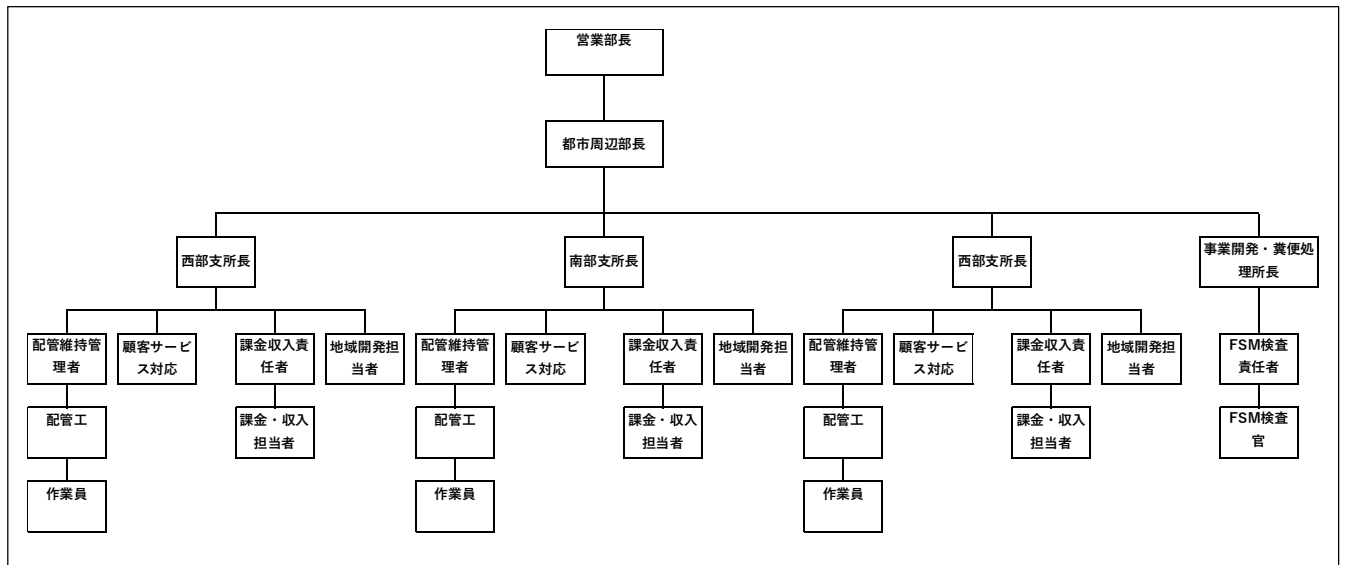 営業部長
都市周辺部長
西部支所長
南部支所長
西部支所長
事業開発・糞便処
理所長
配管維持管
理者
顧客サービ
ス対応
課金収入責
任者
地域開発担
当者
配管維持管
理者
顧客サービ
ス対応
課金収入責
任者
地域開発担
当者
配管維持管
理者
顧客サービ
ス対応
課金収入責
任者
地域開発担
当者
FSM検査
責任者
配管工
課金・収入
担当者
配管工
課金・収入
担当者
配管工
課金・収入
担当者
FSM検査
官
作業員
作業員
作業員